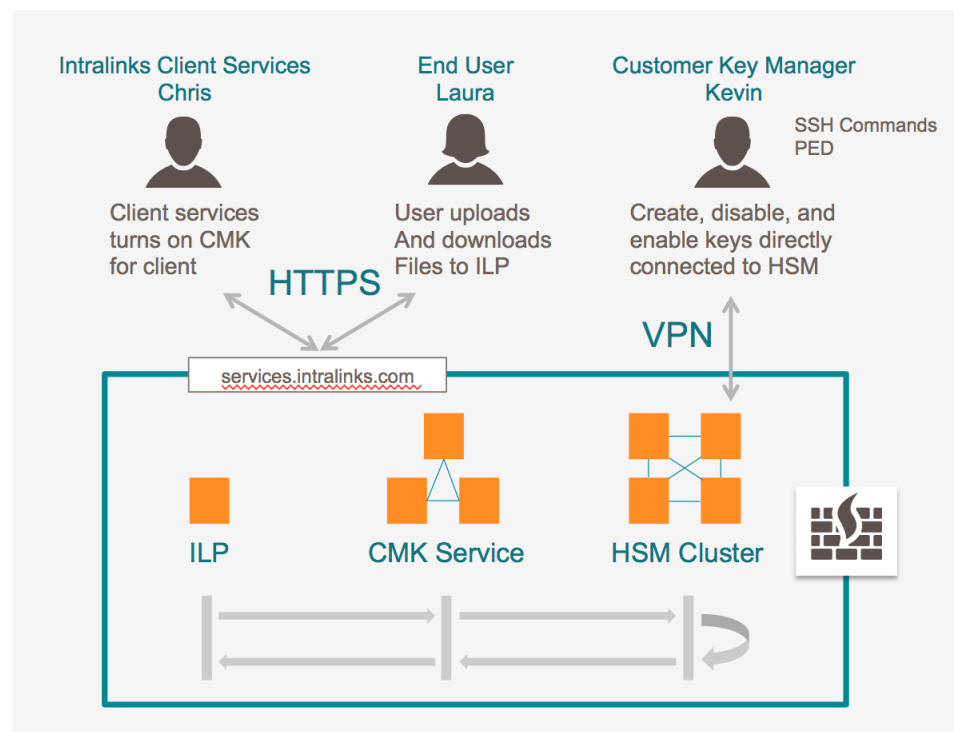 Intralinks Client Services
Chris
End User
Laura
Customer Key Manager
Kevin
SSH Commands
PED
Client services
turns on CMK
for client
User uploads
And downloads
Files to ILP
Create, disable, and
enable keys directly
connected to HSM
HTTPS
VPN
services.intralinks.com
ILP
CMK Service
HSM Cluster